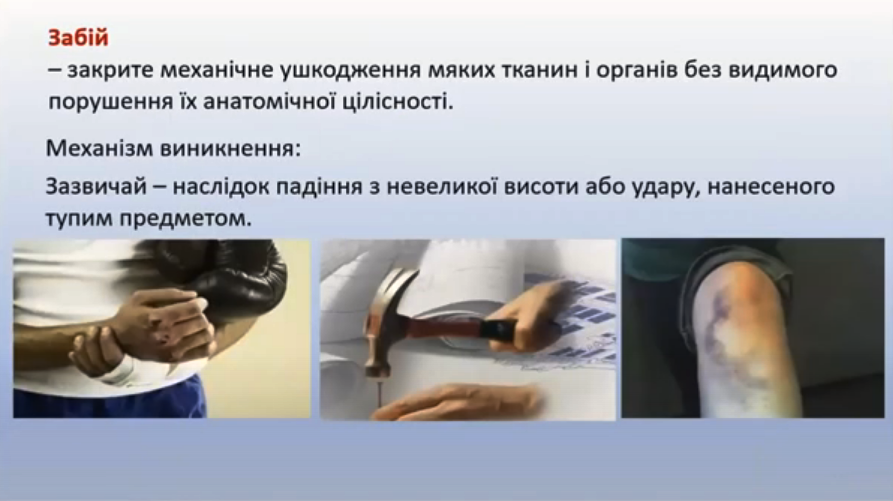 Забій
– закрите механічне ушкодження мяких тканин і органів без видимого
порушення їх анатомічної цілісності.
Механізм виникнення:
Зазвичай – наслідок падіння з невеликої висоти або удару, нанесеного
тупим предметом.